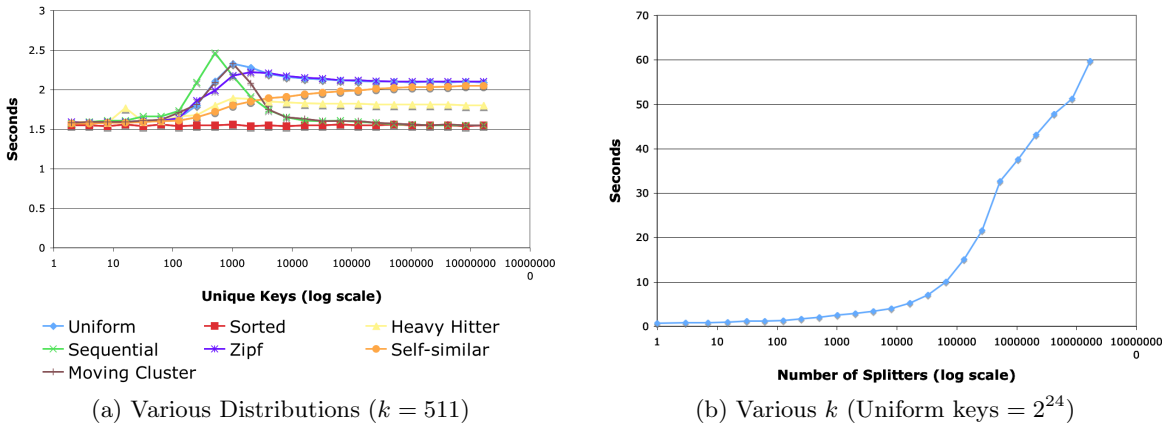 3
2.5
2
1.5
1
0.5
0
Seconds
1 10 100 1000 10000 100000 1000000 10000000 10000000
0
Unique Keys (log scale)
Uniform Sorted Heavy Hitter
Sequential Zipf Self-similar
Moving Cluster
(a) Various Distributions (k = 511)
70
60
50
40
30
20
10
0
Seconds
1 10 100 1000 10000 100000 1000000 10000000 10000000
0
Number of Splitters (log scale)
(b) Various k (Uniform keys = 2^24)